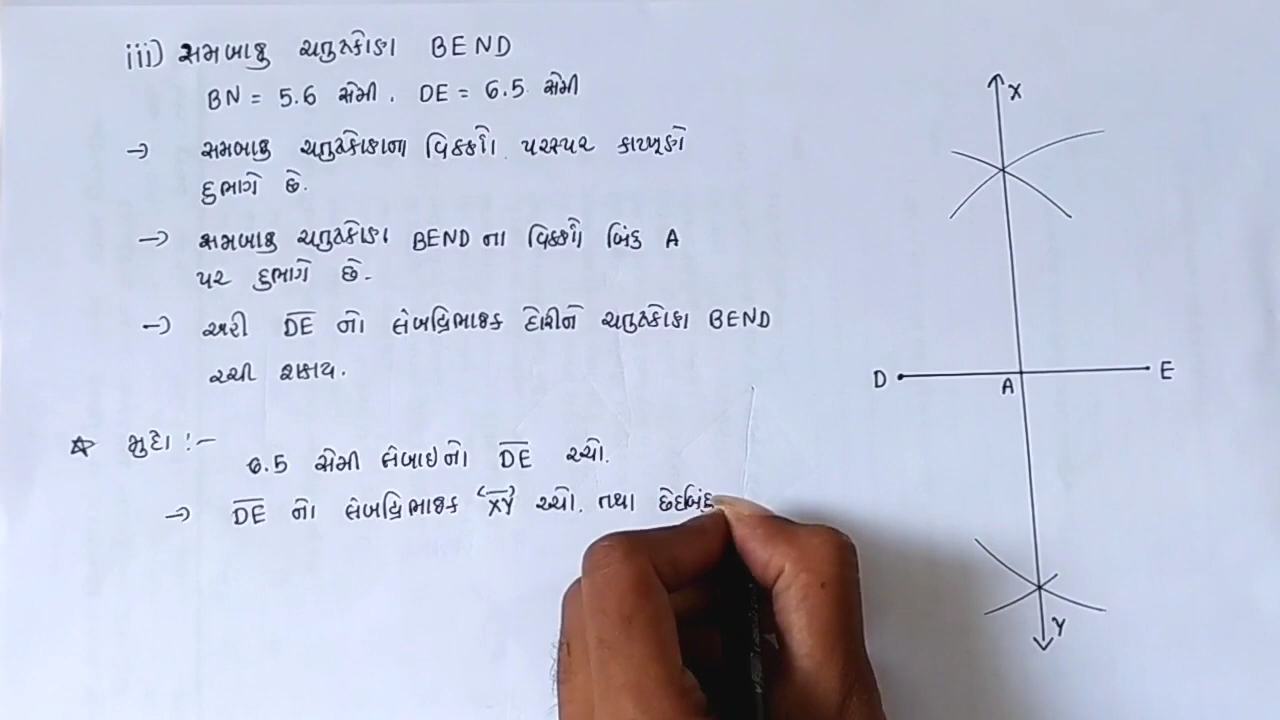 iii) સમબાજુ ચતુષ્કોણ BEND
BN = 5.6 સેમી. DE = 6.5 સેમી
→ સમબાજુ ચતુષ્કોણના વિકર્ણો પરસ્પર કાટખૂણે
દુભાગે છે.
→ સમબાજુ ચતુષ્કોણ BEND ના વિકર્ણો બિંદુ A
પર દુભાગે છે.
→ અહી DE નો લંબદ્વિભાજક દોરીને ચતુષ્કોણ BEND
રચી શકાય.
☆ મુદ્દા :-
6.5 સેમી લંબાઇનો DE રચો.
→ DE નો લંબદ્વિભાજક XY રચો. તથા છેદબિંદુ
X
D
A
E
Y